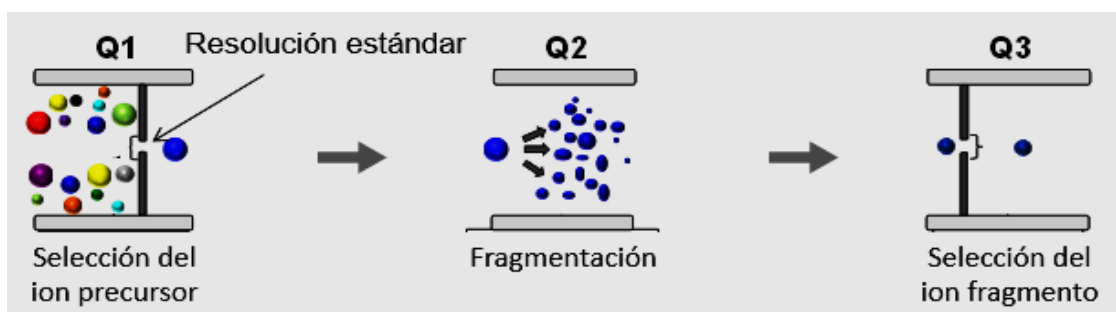 Q1
Resolución estándar
Q2
Q3
Selección del
ion precursor
Fragmentación
Selección del
ion fragmento